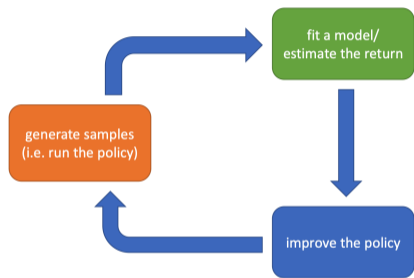 fit a model/
estimate the return
generate samples
(i.e. run the policy)
improve the policy